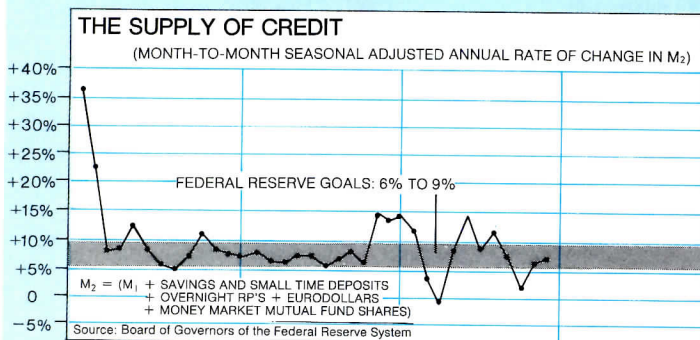 THE SUPPLY OF CREDIT
(MONTH-TO-MONTH SEASONAL ADJUSTED ANNUAL RATE OF CHANGE IN M₂)
+40%
+35%
+30%
+25%
+20%
FEDERAL RESERVE GOALS: 6% TO 9%
+15%
+10%
+5%
M₂ = (M₁ + SAVINGS AND SMALL TIME DEPOSITS
0
+ OVERNIGHT RP'S + EURODOLLARS
+ MONEY MARKET MUTUAL FUND SHARES)
−5%
Source: Board of Governors of the Federal Reserve System